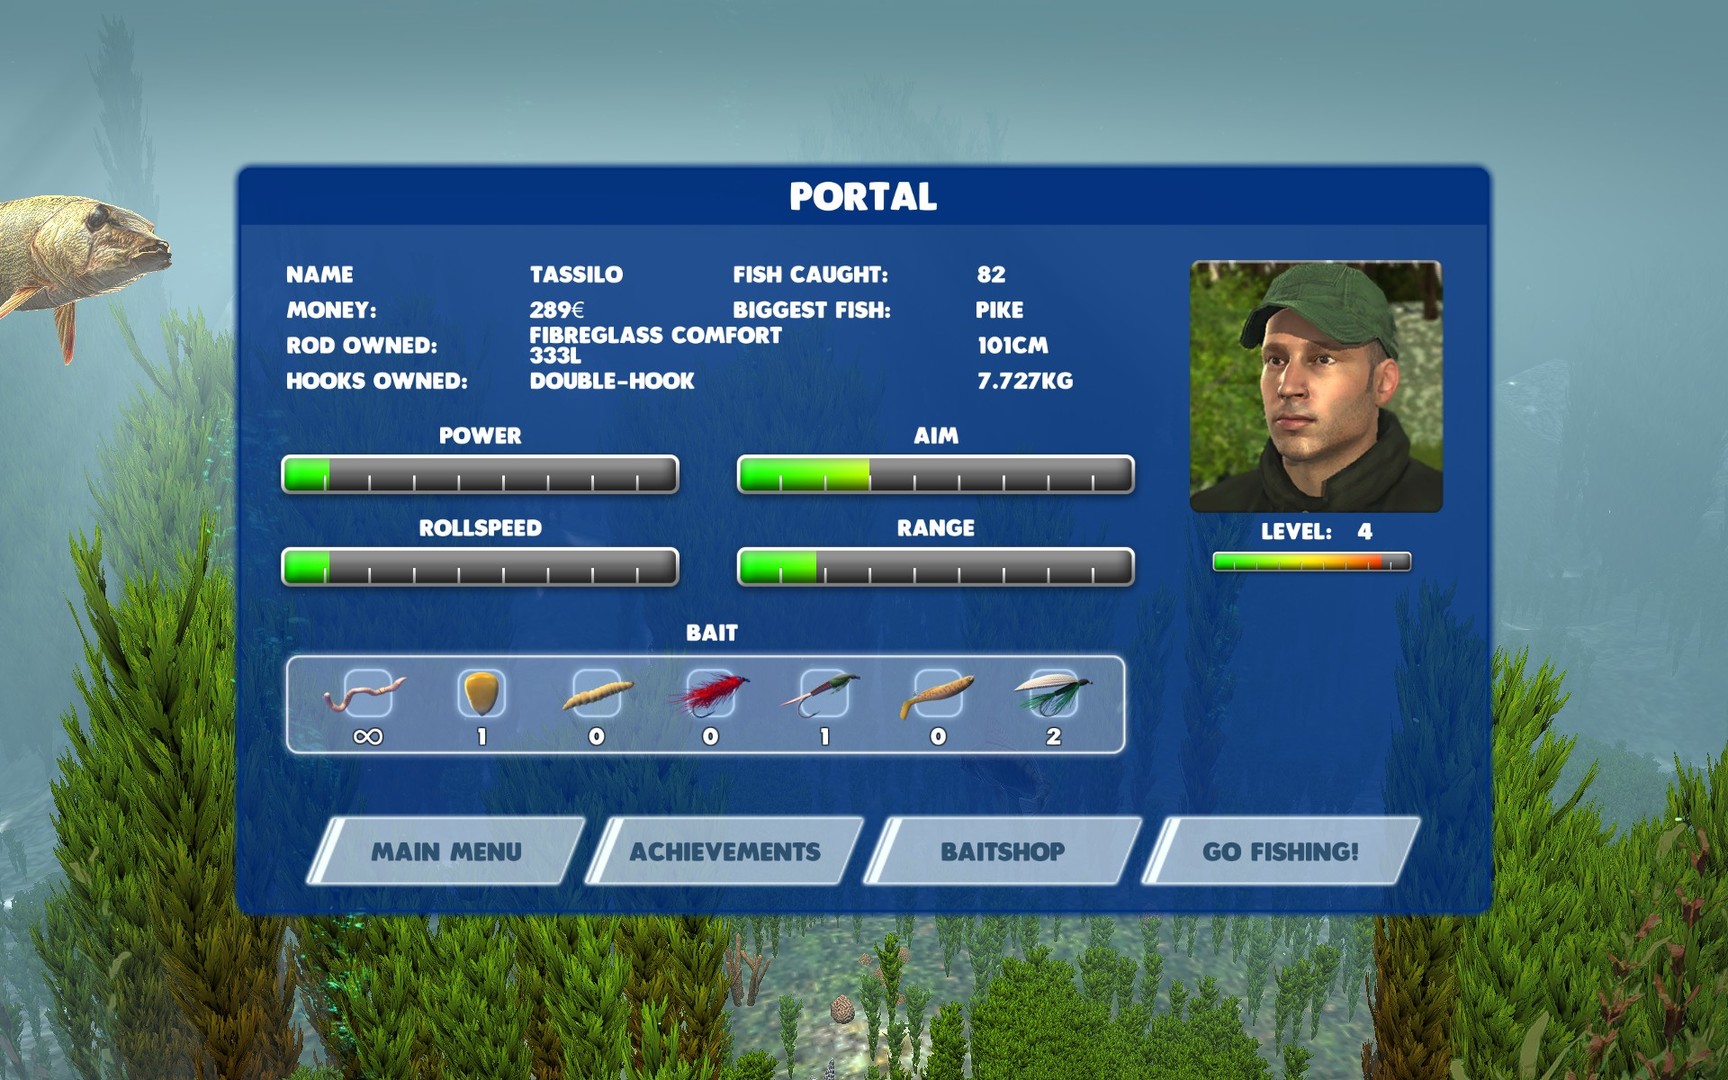 PORTAL
NAME TASSILO FISH CAUGHT: 82
MONEY: 289€ BIGGEST FISH: PIKE
ROD OWNED: FIBREGLASS COMFORT 333L 101CM
HOOKS OWNED: DOUBLE-HOOK 7.727KG
POWER AIM
ROLLSPEED RANGE
LEVEL: 4
BAIT
∞ 1 0 0 1 0 2
MAIN MENU ACHIEVEMENTS BAITSHOP GO FISHING!